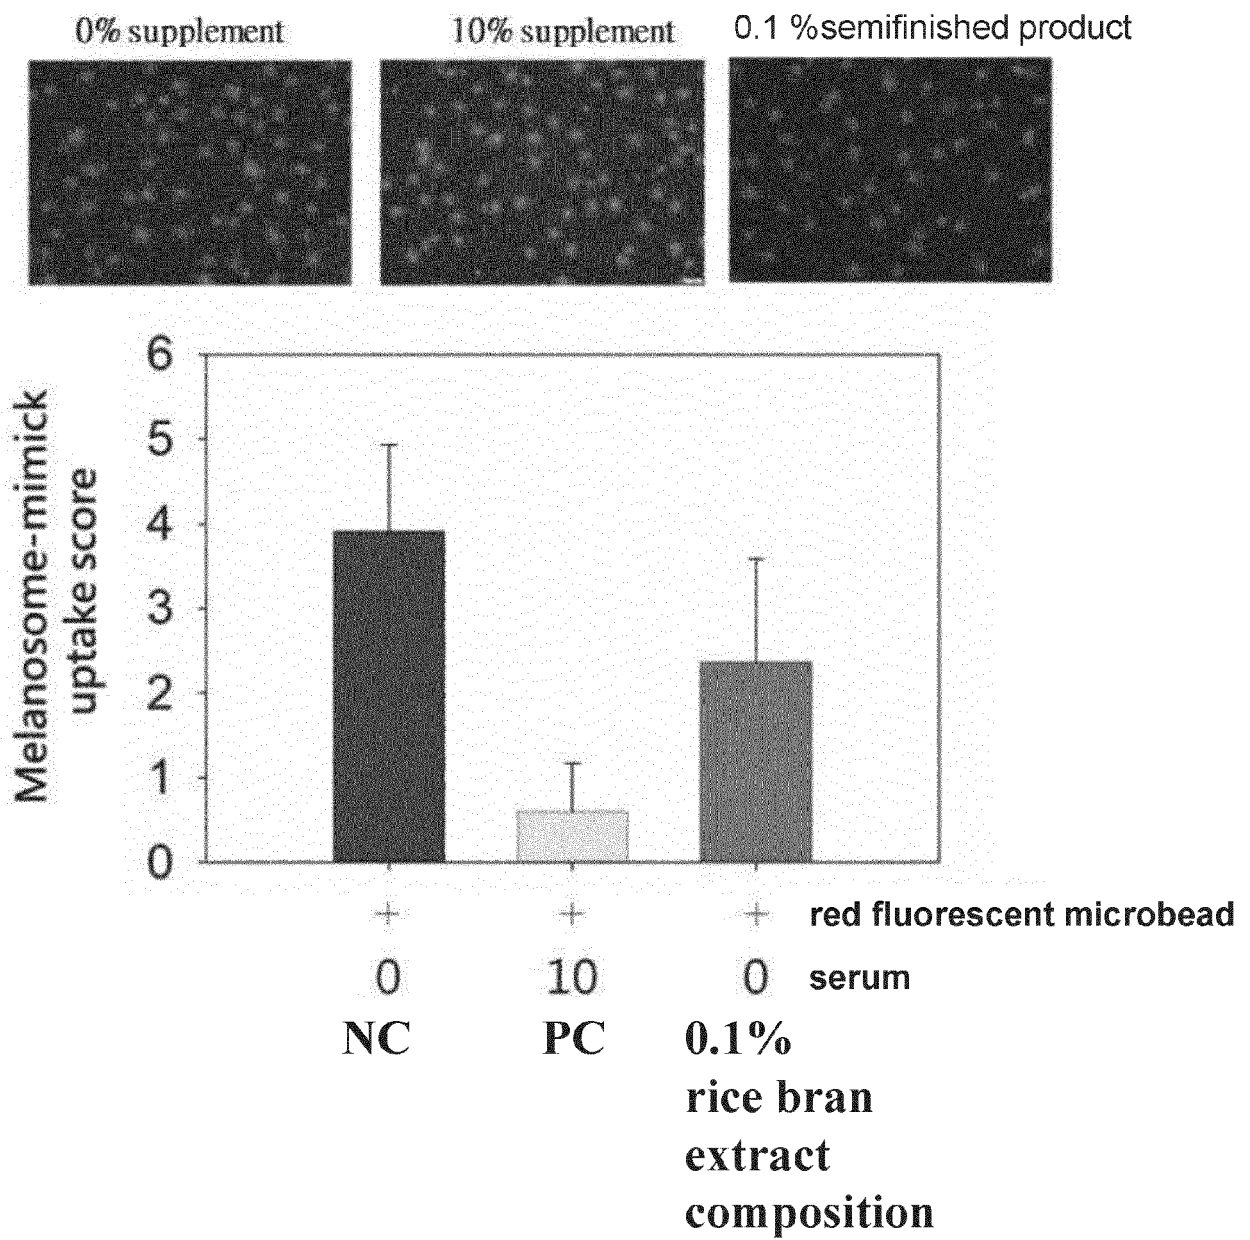 0% supplement
10% supplement
0.1 %semifinished product
6
5
4
3
2
1
0
Melanosome-mimick
uptake score
+ + + red fluorescent microbead
0 10 0 serum
NC PC 0.1%
rice bran
extract
composition